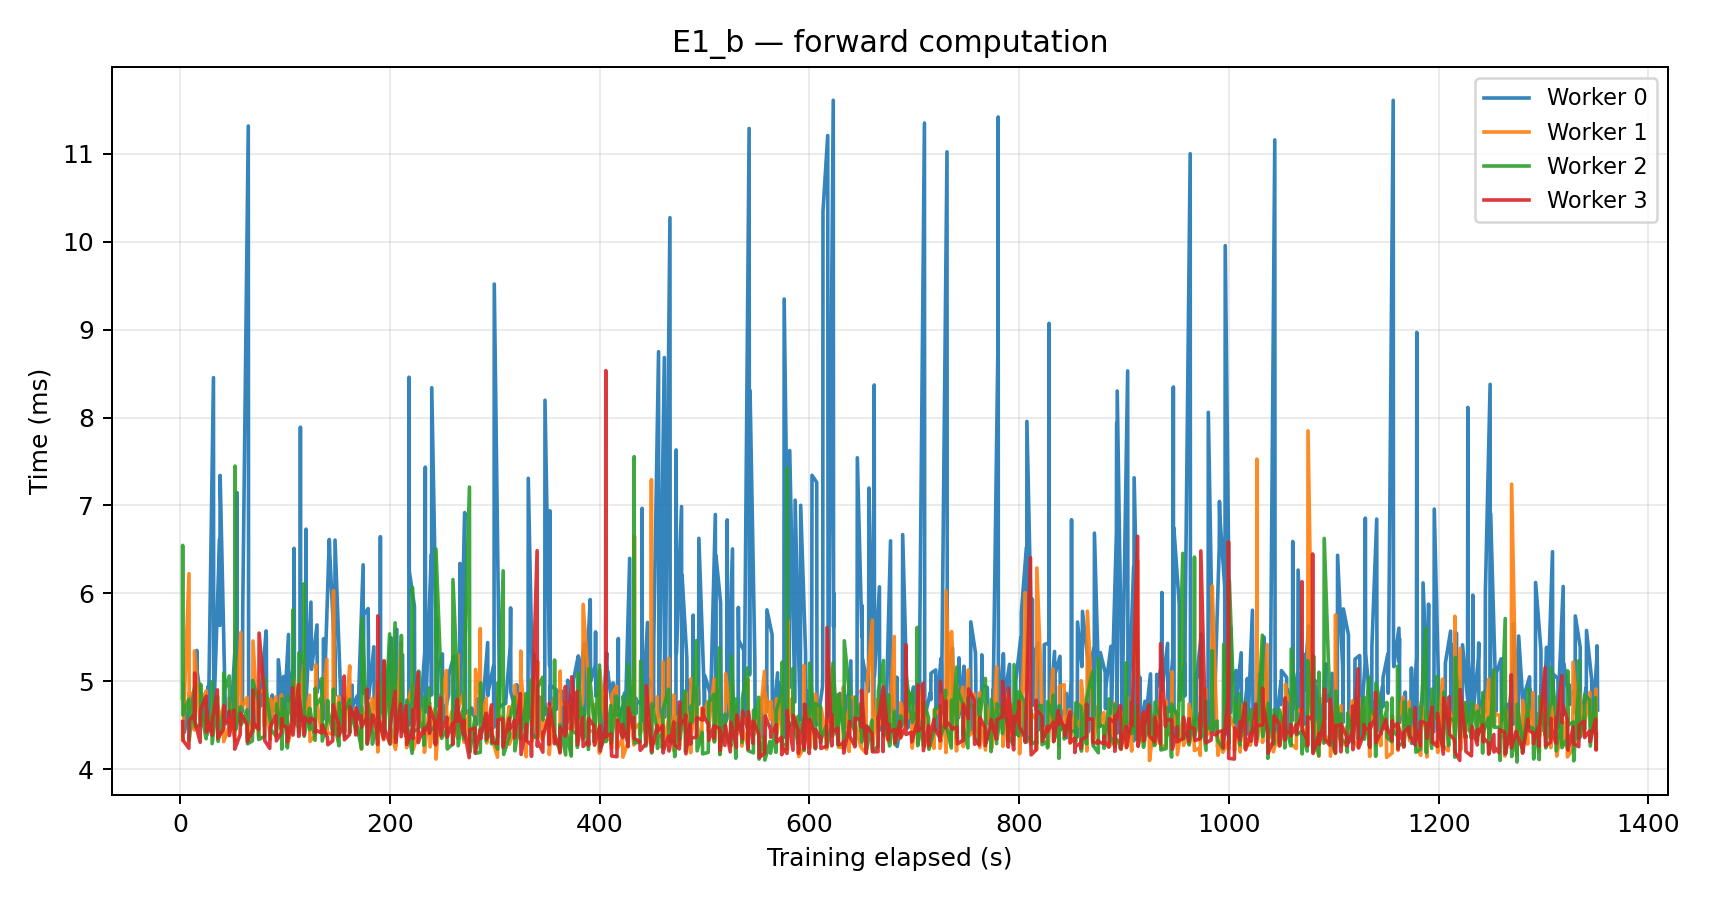 E1_b — forward computation
Time (ms)
11
10
9
8
7
6
5
4
Worker 0
Worker 1
Worker 2
Worker 3
0 200 400 600 800 1000 1200 1400
Training elapsed (s)